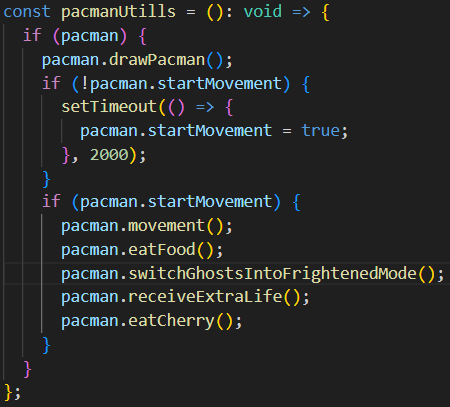 const pacmanUtills = (): void => {
  if (pacman) {
    pacman.drawPacman();
    if (!pacman.startMovement) {
      setTimeout(() => {
        pacman.startMovement = true;
      }, 2000);
    }
    if (pacman.startMovement) {
      pacman.movement();
      pacman.eatFood();
      pacman.switchGhostsIntoFrightenedMode();
      pacman.receiveExtraLife();
      pacman.eatCherry();
    }
  }
};